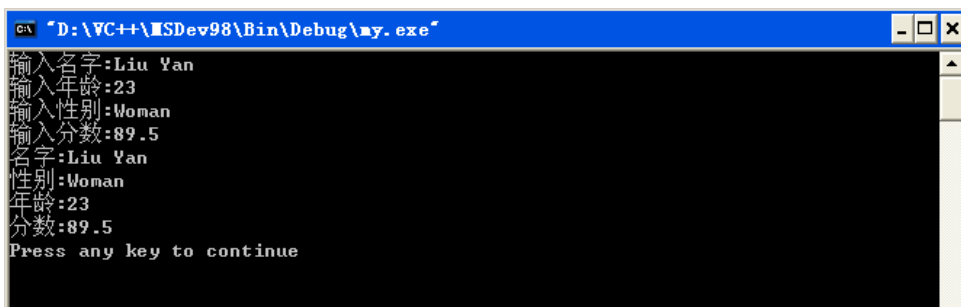 "D:\VC++\MSDev98\Bin\Debug\my.exe"
输入名字:Liu Yan
输入年龄:23
输入性别:Woman
输入分数:89.5
名字:Liu Yan
性别:Woman
年龄:23
分数:89.5
Press any key to continue